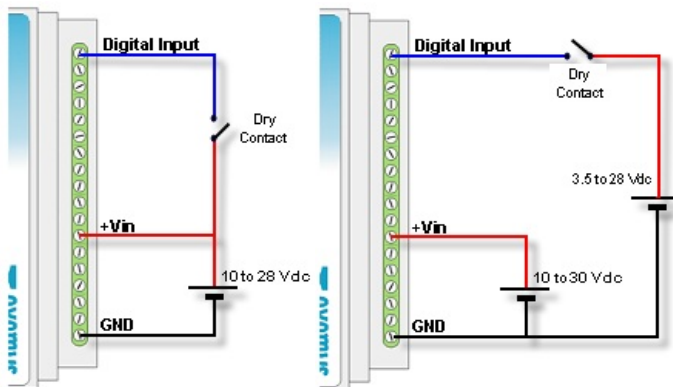 Digital Input
Dry
Contact
+Vin
10 to 28 Vdc
GND
Digital Input
Dry
Contact
3.5 to 28 Vdc
+Vin
10 to 30 Vdc
GND